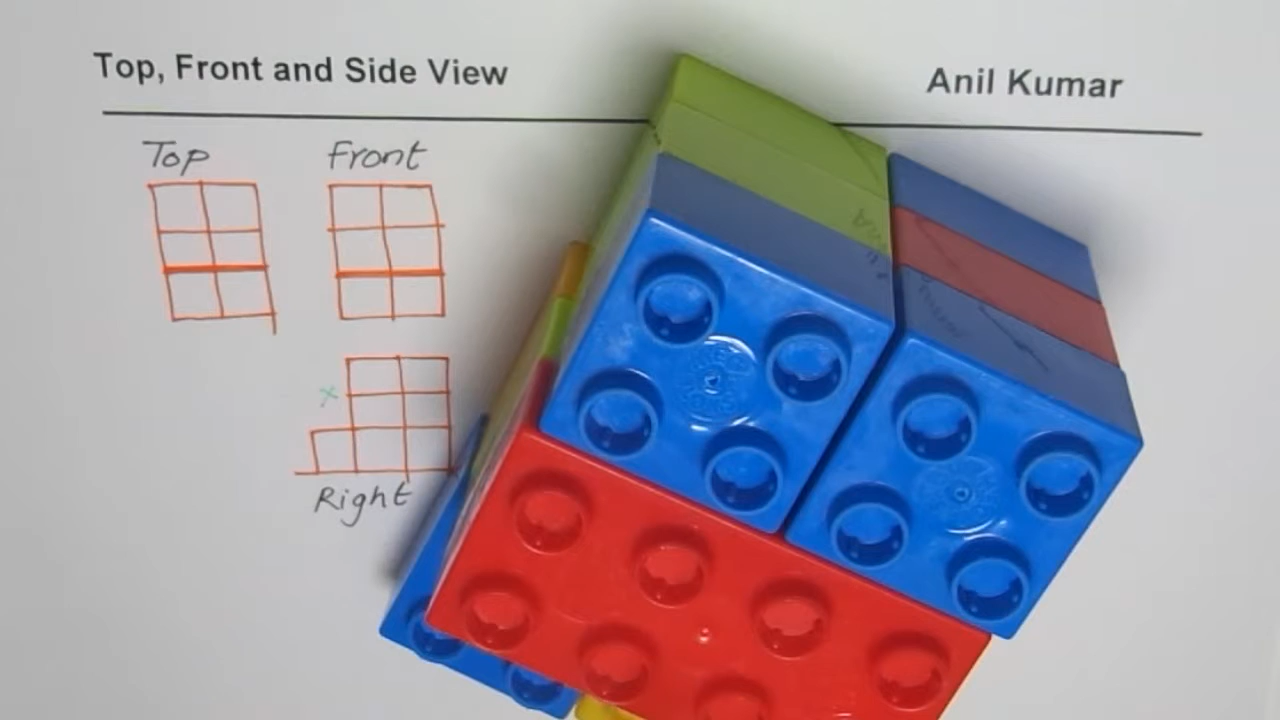 Top, Front and Side View
Anil Kumar
Top
Front
x
Right